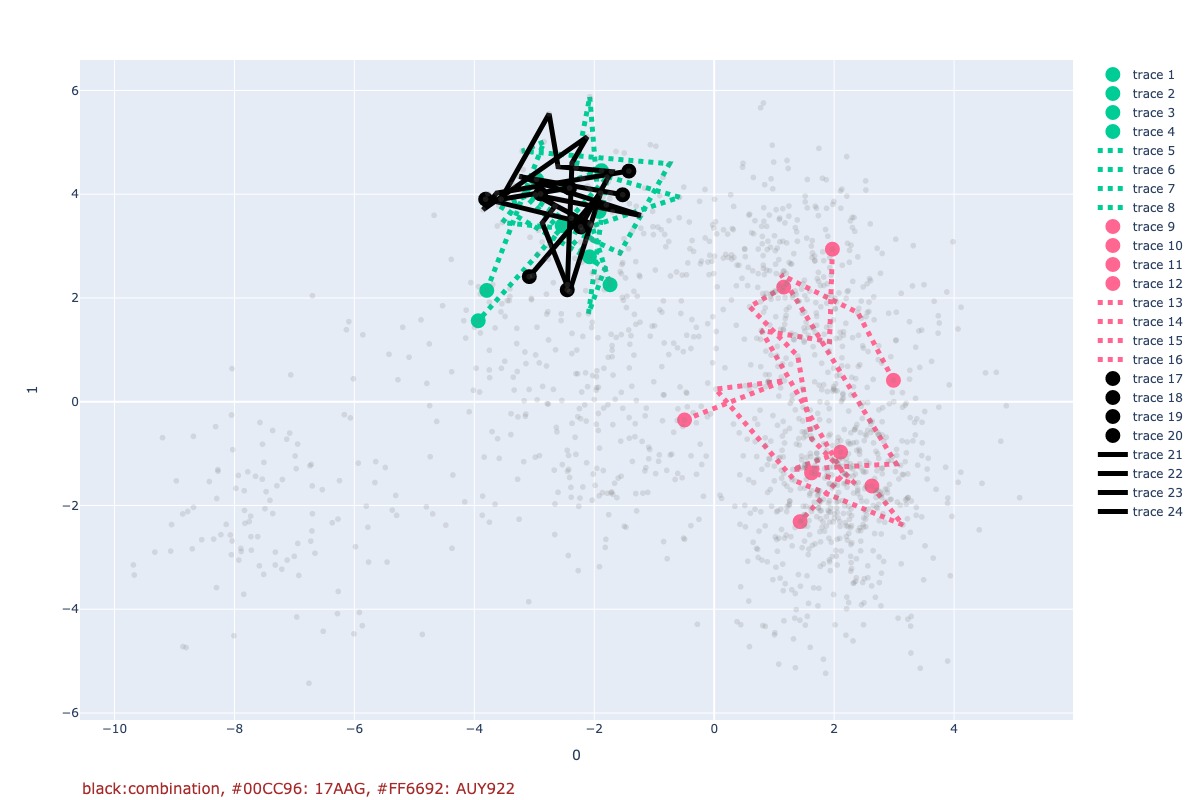 6
4
2
0
−2
−4
−6
1
−10
−8
−6
−4
−2
0
2
4
0
trace 1
trace 2
trace 3
trace 4
trace 5
trace 6
trace 7
trace 8
trace 9
trace 10
trace 11
trace 12
trace 13
trace 14
trace 15
trace 16
trace 17
trace 18
trace 19
trace 20
trace 21
trace 22
trace 23
trace 24
black:combination, #00CC96: 17AAG, #FF6692: AUY922